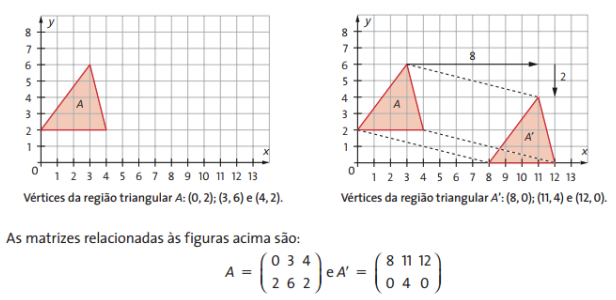 y
8
7
6
5
4
3
2
1
0
A
1 2 3 4 5 6 7 8 9 10 11 12 13
x
Vértices da região triangular A: (0, 2); (3, 6) e (4, 2).
y
8
7
6
5
4
3
2
1
0
8
2
A
A'
1 2 3 4 5 6 7 8 9 10 11 12 13
x
Vértices da região triangular A': (8, 0); (11, 4) e (12, 0).
As matrizes relacionadas às figuras acima são:
A = ( 0 3 4 ) e A' = ( 8 11 12 )
2 6 2 0 4 0